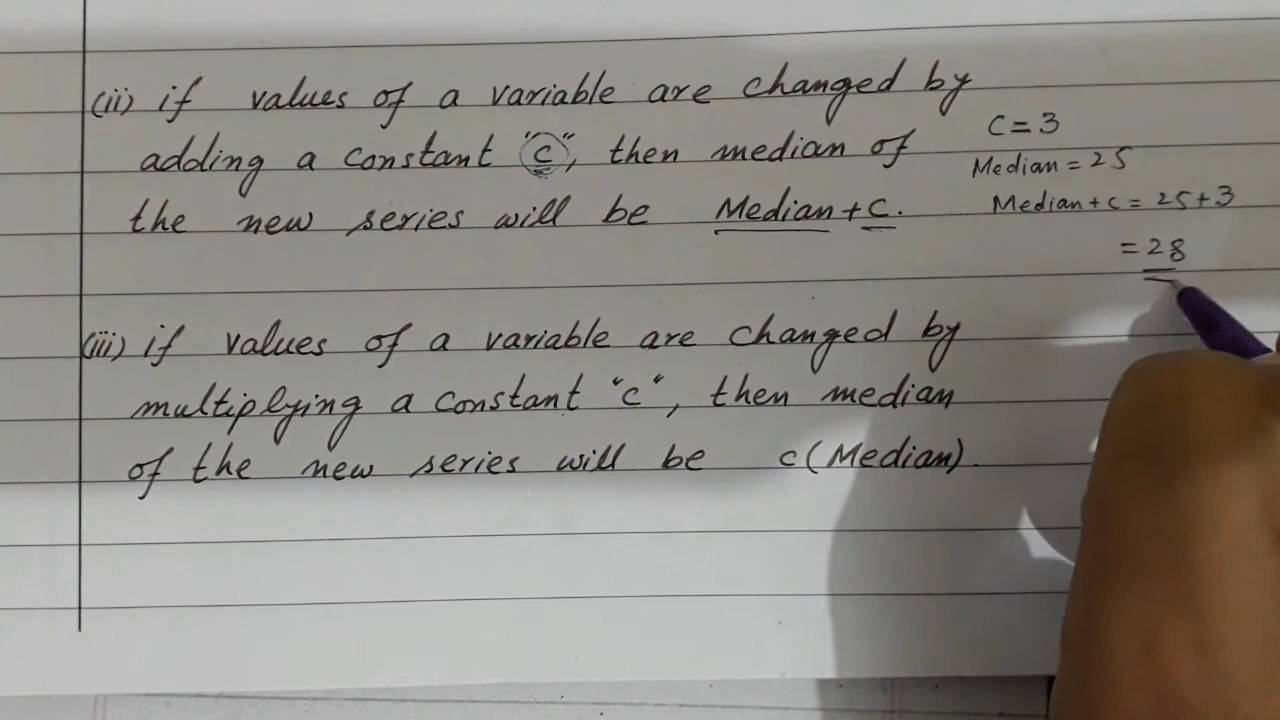 (ii) if values of a variable are changed by
adding a constant "c", then median of
the new series will be Median+c.
C=3
Median = 25
Median+c = 25+3
= 28
(iii) if values of a variable are changed by
multiplying a constant "c", then median
of the new series will be c(Median).